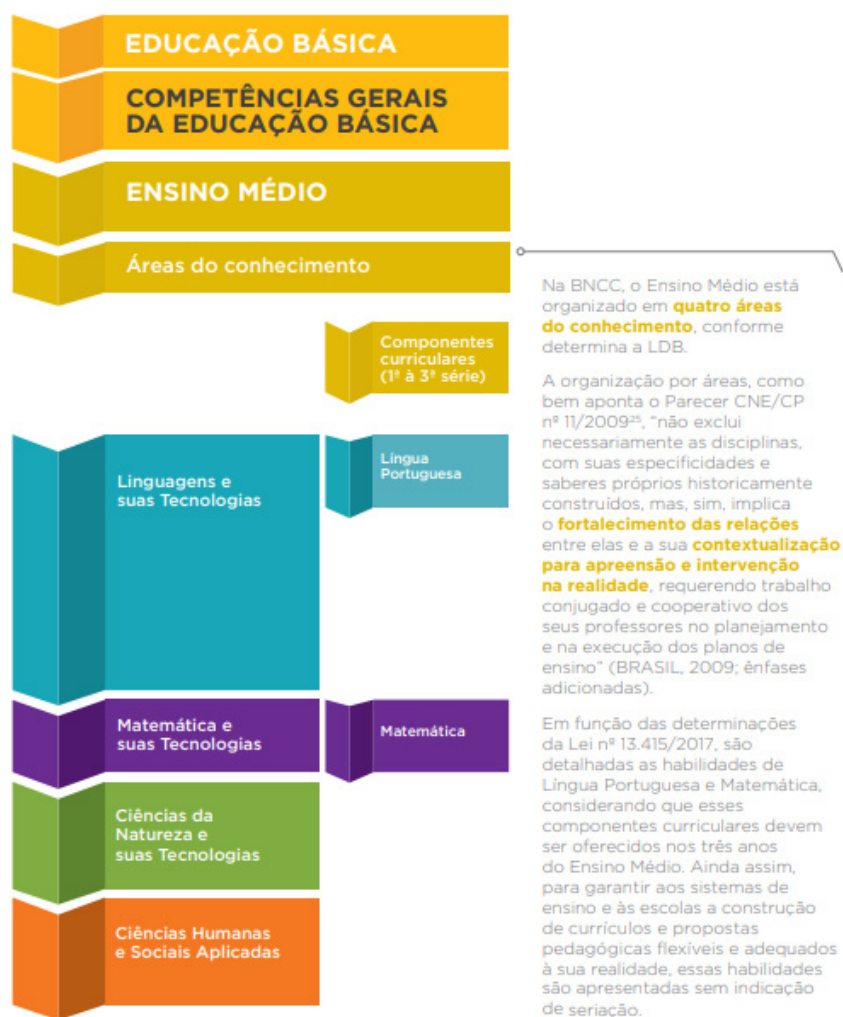 EDUCAÇÃO BÁSICA
COMPETÊNCIAS GERAIS
DA EDUCAÇÃO BÁSICA
ENSINO MÉDIO
Áreas do conhecimento
Componentes
curriculares
(1ª à 3ª série)
Linguagens e
suas Tecnologias
Língua
Portuguesa
Matemática e
suas Tecnologias
Matemática
Ciências da
Natureza e
suas Tecnologias
Ciências Humanas
e Sociais Aplicadas
Na BNCC, o Ensino Médio está
organizado em quatro áreas
do conhecimento, conforme
determina a LDB.
A organização por áreas, como
bem aponta o Parecer CNE/CP
nº 11/2009²⁵, “não exclui
necessariamente as disciplinas,
com suas especificidades e
saberes próprios historicamente
construídos, mas, sim, implica
o fortalecimento das relações
entre elas e a sua contextualização
para apreensão e intervenção
na realidade, requerendo trabalho
conjugado e cooperativo dos
seus professores no planejamento
e na execução dos planos de
ensino” (BRASIL, 2009; ênfases
adicionadas).
Em função das determinações
da Lei nº 13.415/2017, são
detalhadas as habilidades de
Língua Portuguesa e Matemática,
considerando que esses
componentes curriculares devem
ser oferecidos nos três anos
do Ensino Médio. Ainda assim,
para garantir aos sistemas de
ensino e às escolas a construção
de currículos e propostas
pedagógicas flexíveis e adequados
à sua realidade, essas habilidades
são apresentadas sem indicação
de seriação.